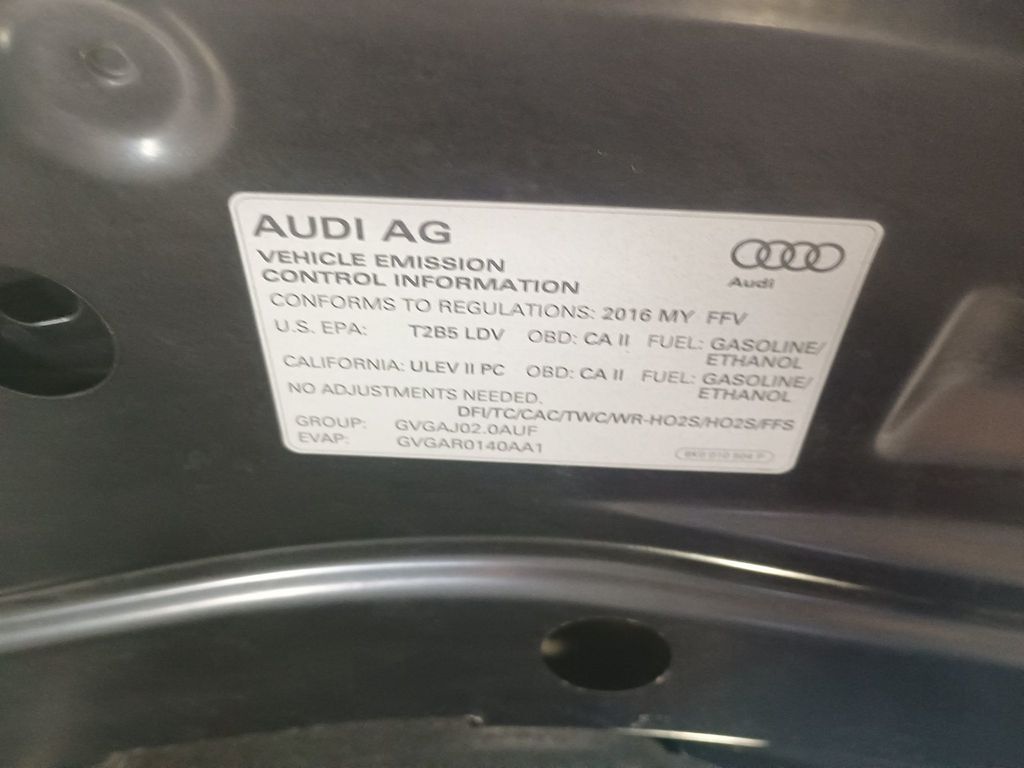 AUDI AG
VEHICLE EMISSION
CONTROL INFORMATION
Audi
CONFORMS TO REGULATIONS: 2016 MY FFV
U.S. EPA: T2B5 LDV OBD: CA II FUEL: GASOLINE/
ETHANOL
CALIFORNIA: ULEV II PC OBD: CA II FUEL: GASOLINE/
ETHANOL
NO ADJUSTMENTS NEEDED.
DFI/TC/CAC/TWC/WR-HO2S/HO2S/FFS
GROUP: GVGAJ02.0AUF
EVAP: GVGAR0140AA1